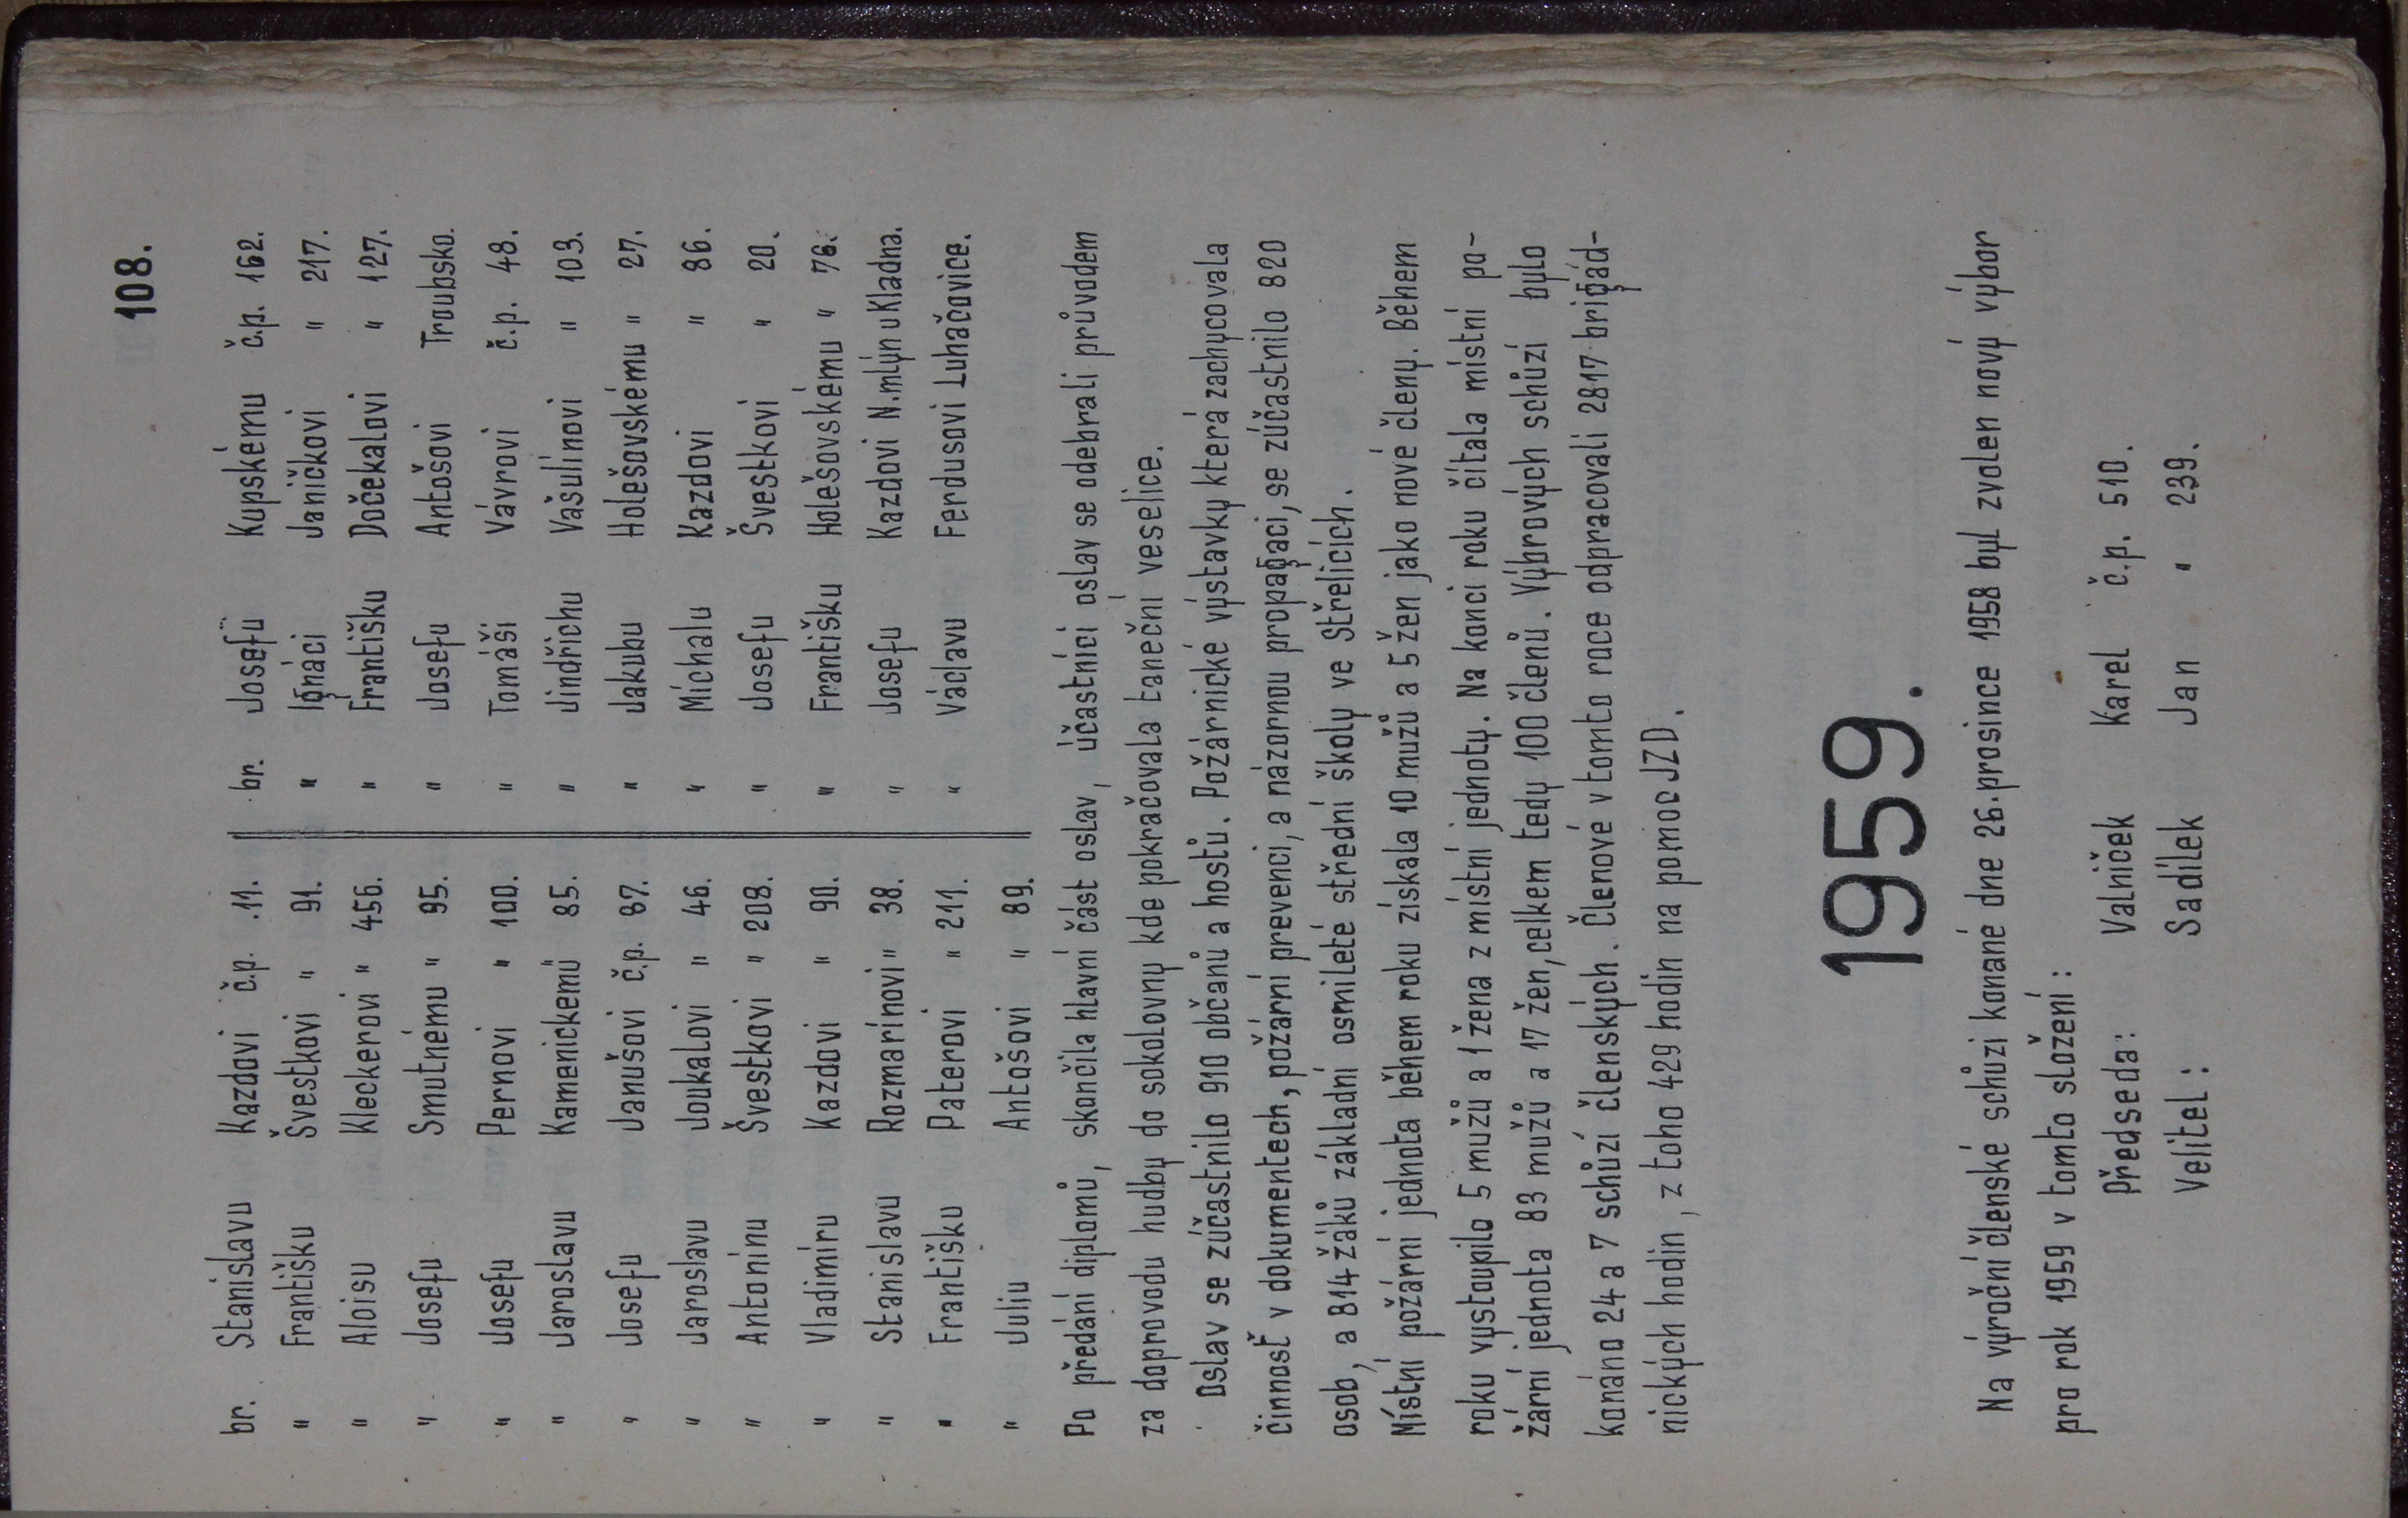 108.
br. Stanislavu Kazdovi č.p. 11. br. Josefu Kupskému č.p. 162.
" Františku Švestkovi " 91. " Ignáci Janíčkovi " 217.
" Aloisu Kleckerovi " 456. " Františku Dočekalovi " 127.
" Josefu Smutnému " 95. " Josefu Antošovi Troubsko.
" Josefu Pernovi " 100. " Tomáši Vávrovi č.p. 48.
" Jaroslavu Kamenickemů " 85. " Jindřichu Vašulínovi " 103.
" Josefu Janušovi č.p. 87. " Jakubu Holešovskému " 27.
" Jaroslavu Joukalovi " 46. " Michalu Kazdovi " 86.
" Antonínu Švestkovi " 208. " Josefu Švestkovi " 20.
" Vladimíru Kazdovi " 90. " Františku Holešovskému " 76.
" Stanislavu Rozmarínovi " 38. " Josefu Kazdovi N.mlýn u Kladna.
" Františku Paterovi " 211. " Václavu Ferdusovi Luhačovice.
" Juliu Antošovi " 89.
Po předání diplomů, skončila hlavní část oslav, účastníci oslav se odebrali průvodem
za doprovodu hudby do sokolovny kde pokračovala taneční veselice.
Oslav se zúčastnilo 910 občanů a hostů. Požárnické výstavky která zachycovala
činnosť v dokumentech, požární prevenci, a názornou propagaci, se zúčastnilo 820
osob, a 814 žáků základní osmileté střední školy ve Střelicích.
Místní požární jednota během roku získala 10 mužů a 5 žen jako nové členy. Během
roku vystoupilo 5 mužů a 1 žena z místní jednoty. Na konci roku čítala místní po-
žární jednota 83 mužů a 17 žen, celkem tedy 100 členů. Výbrových schůzí bylo
konáno 24 a 7 schůzí členských. Členové v tomto roce odpracovali 2817 brigád-
nických hodin, z toho 429 hodin na pomoc JZD.
1959.
Na výroční členské schůzi konané dne 26. prosince 1958 byl zvolen nový výbor
pro rok 1959 v tomto složení:
Předseda: Valníček Karel č.p. 510.
Velitel: Sadílek Jan " 239.